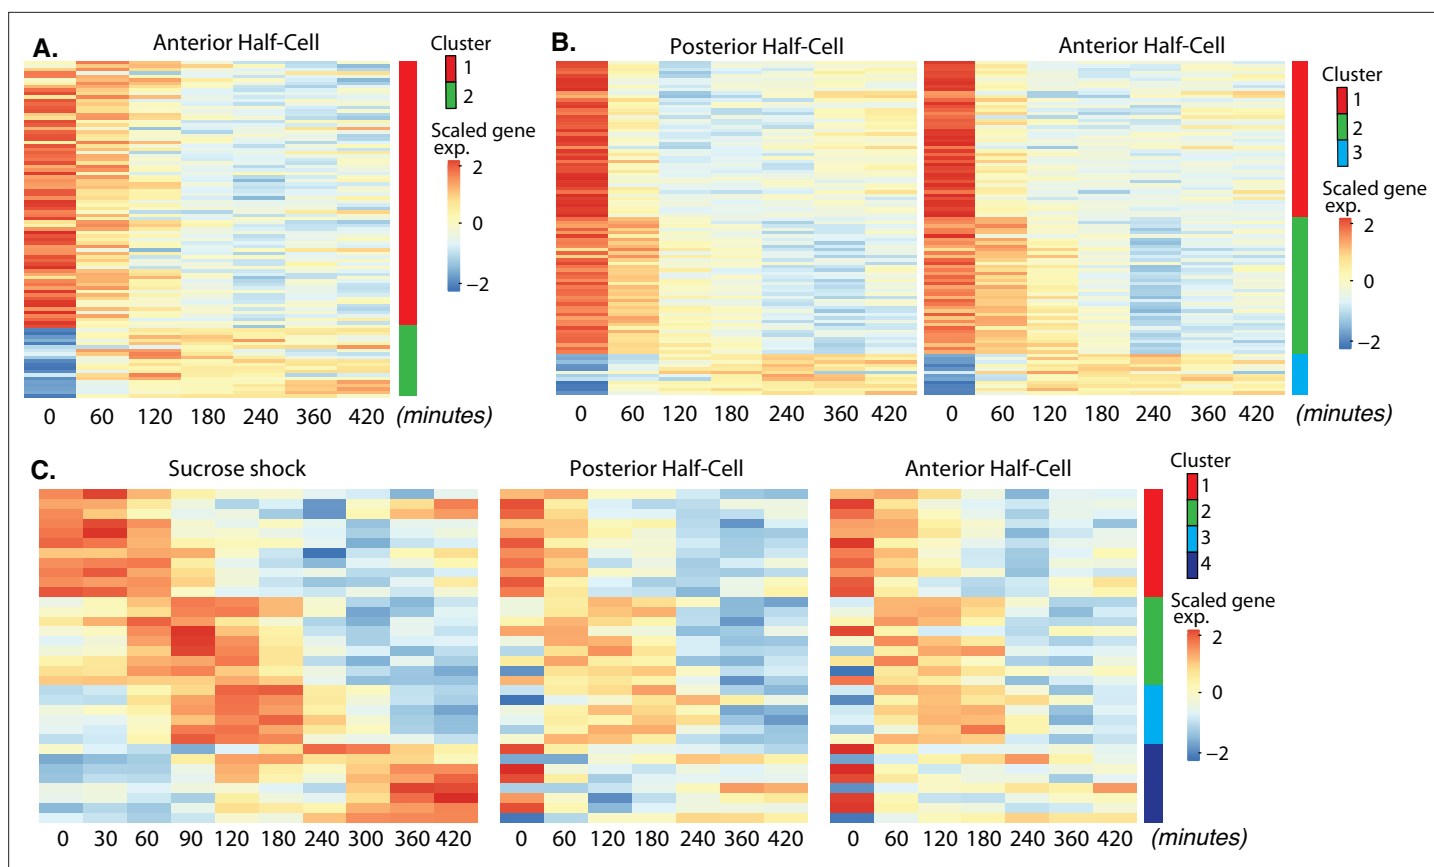 A.
Anterior Half-Cell
Cluster
1
2
Scaled gene
exp.
2
0
−2
0 60 120 180 240 360 420 (minutes)
B.
Posterior Half-Cell
Anterior Half-Cell
Cluster
1
2
3
Scaled gene
exp.
2
0
−2
0 60 120 180 240 360 420
0 60 120 180 240 360 420 (minutes)
C.
Sucrose shock
Posterior Half-Cell
Anterior Half-Cell
Cluster
1
2
3
4
Scaled gene
exp.
2
0
−2
0 30 60 90 120 180 240 300 360 420
0 60 120 180 240 360 420
0 60 120 180 240 360 420 (minutes)